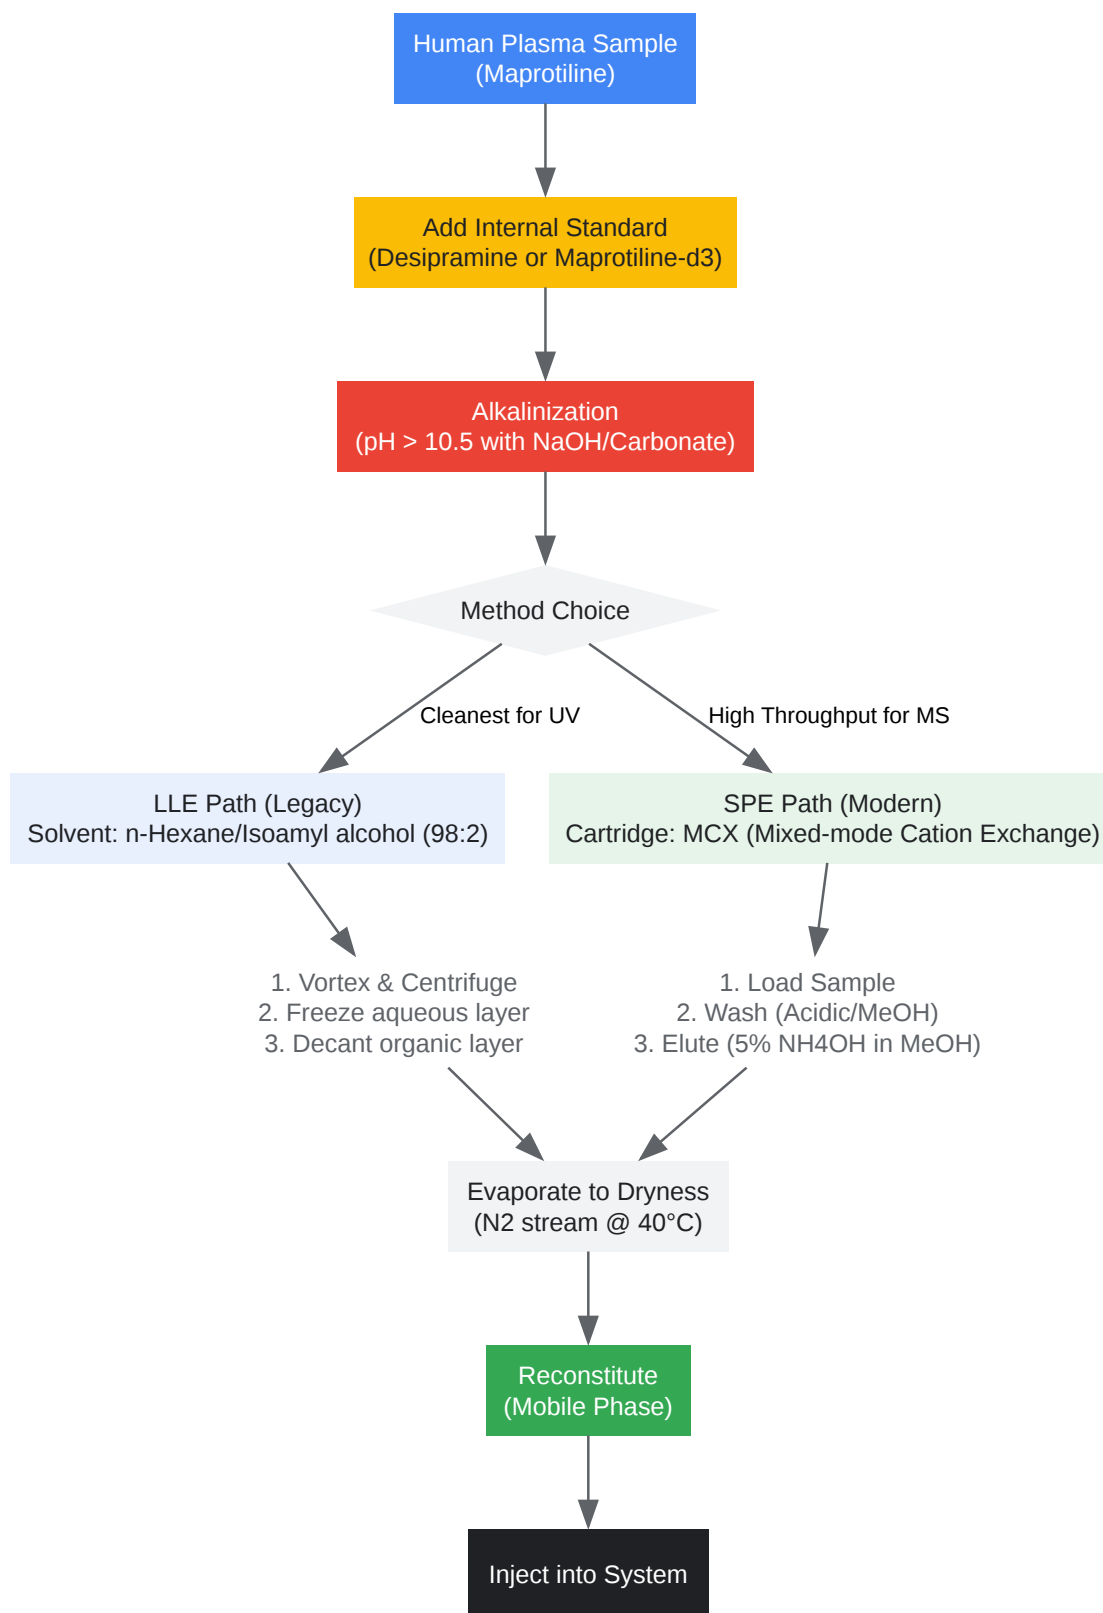 Human Plasma Sample
(Maprotiline)
Add Internal Standard
(Desipramine or Maprotiline-d3)
Alkalinization
(pH > 10.5 with NaOH/Carbonate)
Method Choice
Cleanest for UV
High Throughput for MS
LLE Path (Legacy)
Solvent: n-Hexane/Isoamyl alcohol (98:2)
SPE Path (Modern)
Cartridge: MCX (Mixed-mode Cation Exchange)
1. Vortex & Centrifuge
2. Freeze aqueous layer
3. Decant organic layer
1. Load Sample
2. Wash (Acidic/MeOH)
3. Elute (5% NH4OH in MeOH)
Evaporate to Dryness
(N2 stream @ 40°C)
Reconstitute
(Mobile Phase)
Inject into System